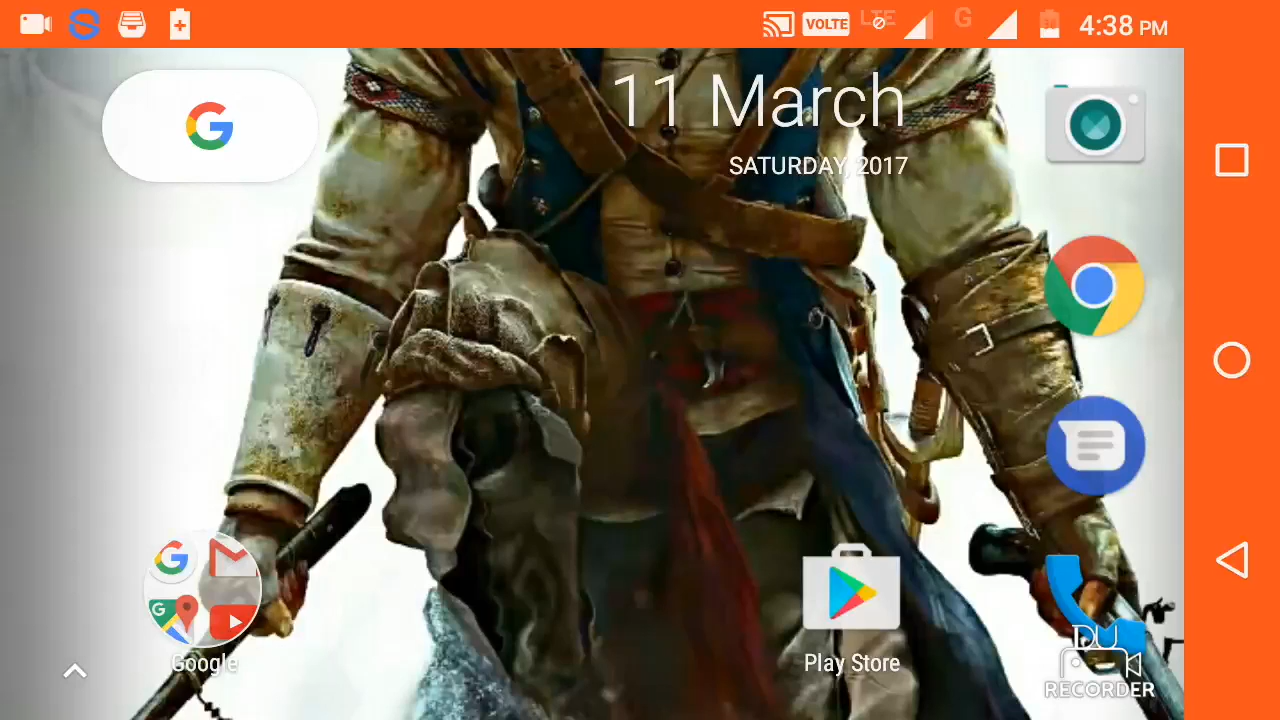 VOLTE LTE G 4:38 PM
11 March
SATURDAY, 2017
Google
Play Store
DU
RECORDER